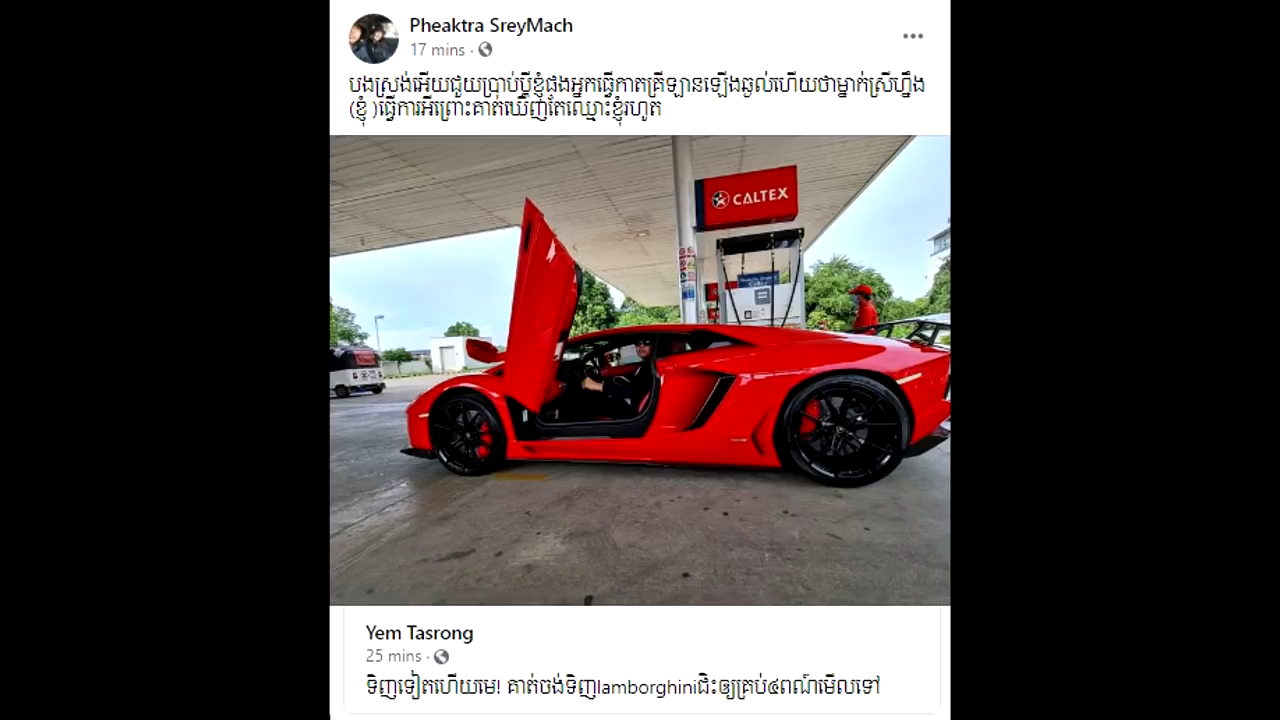 Pheaktra SreyMach
17 mins ·
បងស្រង់អើយជួយប្រាប់ប្ដីខ្ញុំផងអ្នកធ្វើកាតគ្រីឡានឡើងឆ្ងល់ហើយថាម្នាក់ស្រីហ្នឹង
(ខ្ញុំ )ធ្វើការអីព្រោះគាត់ឃើញតែឈ្មោះខ្ញុំរហូត
CALTEX
Yem Tasrong
25 mins ·
ទិញទៀតហើយមេ! គាត់ចង់ទិញlamborghiniជិះឲ្យគ្រប់៤ពណ៍មើលទៅ